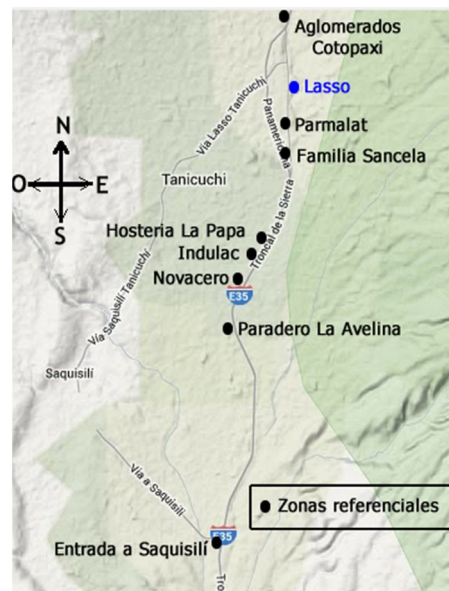 Aglomerados
Cotopaxi
Lasso
Vía Lasso Tanicuchi
Panamericana
Parmalat
N
O
E
S
Familia Sancela
Tanicuchi
Troncal de la Sierra
Hosteria La Papa
Indulac
Novacero
E35
Vía Saquisilí Tanicuchi
Paradero La Avelina
Saquisilí
Vía a Saquisilí
Zonas referenciales
E35
Entrada a Saquisilí
Tro